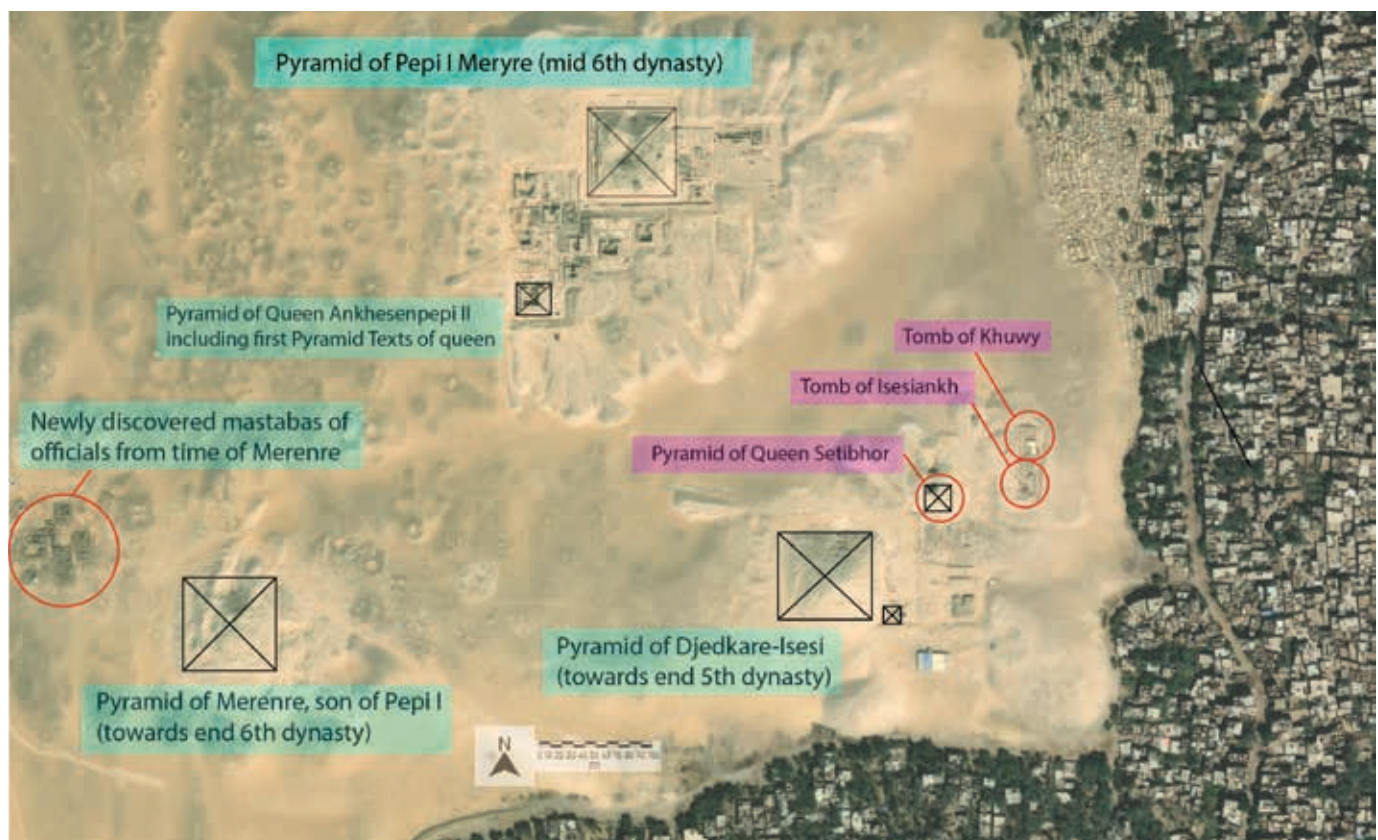 Pyramid of Pepi I Meryre (mid 6th dynasty)
Pyramid of Queen Ankhesenpepi II
including first Pyramid Texts of queen
Tomb of Khuwy
Tomb of Isesiankh
Newly discovered mastabas of
officials from time of Merenre
Pyramid of Queen Setibhor
Pyramid of Djedkare-Isesi
(towards end 5th dynasty)
Pyramid of Merenre, son of Pepi I
(towards end 6th dynasty)
N